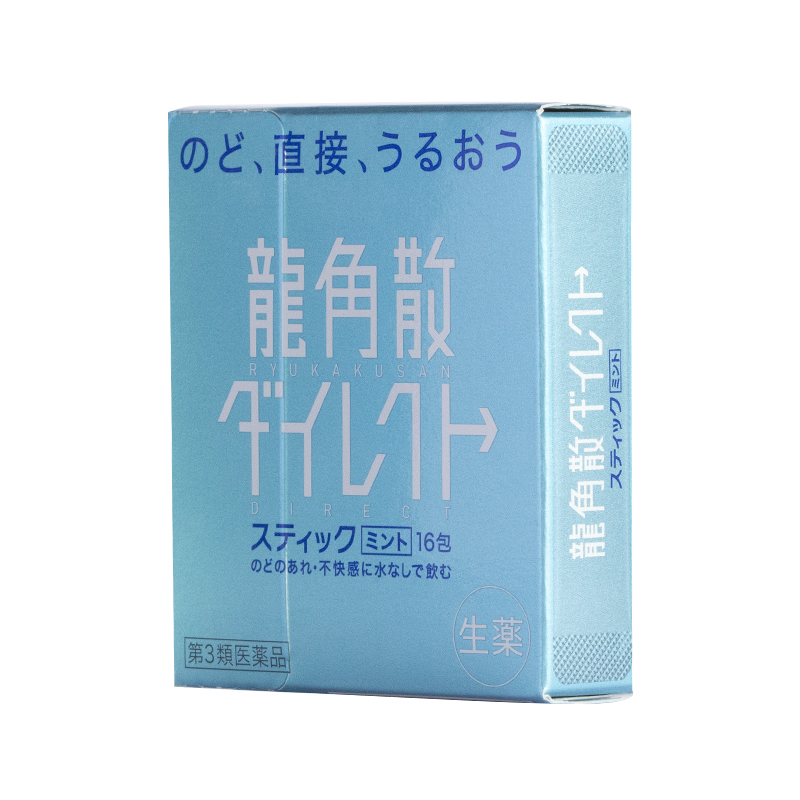 のど、直接、うるおう
龍角散
RYUKAKUSAN
ダイレクト
DIRECT
スティック ミント 16包
のどのあれ・不快感に水なしで飲む
生薬
第3類医薬品
龍角散ダイレクト
スティック ミント